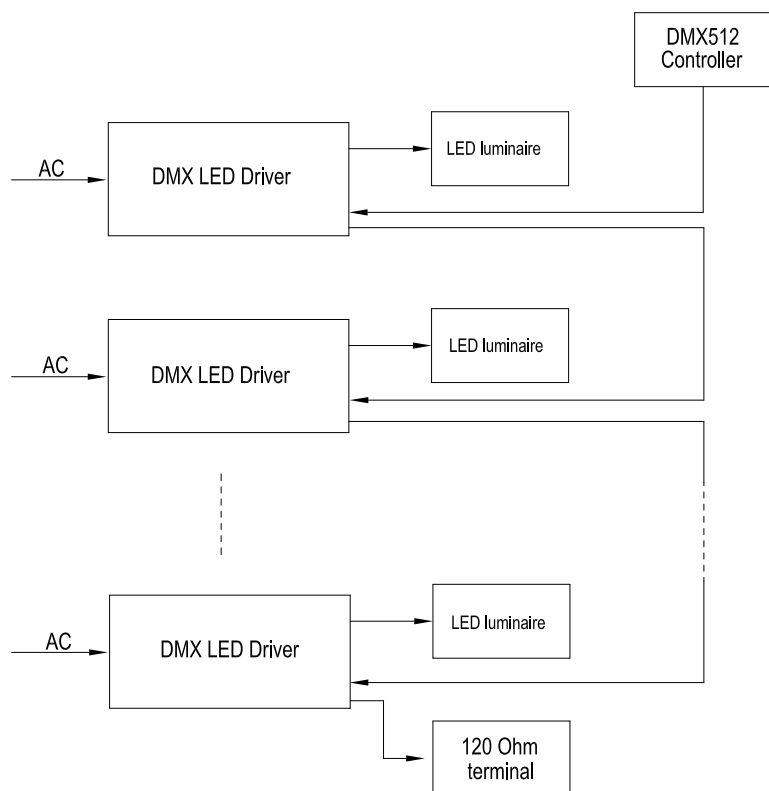 DMX512
Controller
AC
DMX LED Driver
LED luminaire
AC
DMX LED Driver
LED luminaire
AC
DMX LED Driver
LED luminaire
120 Ohm
terminal